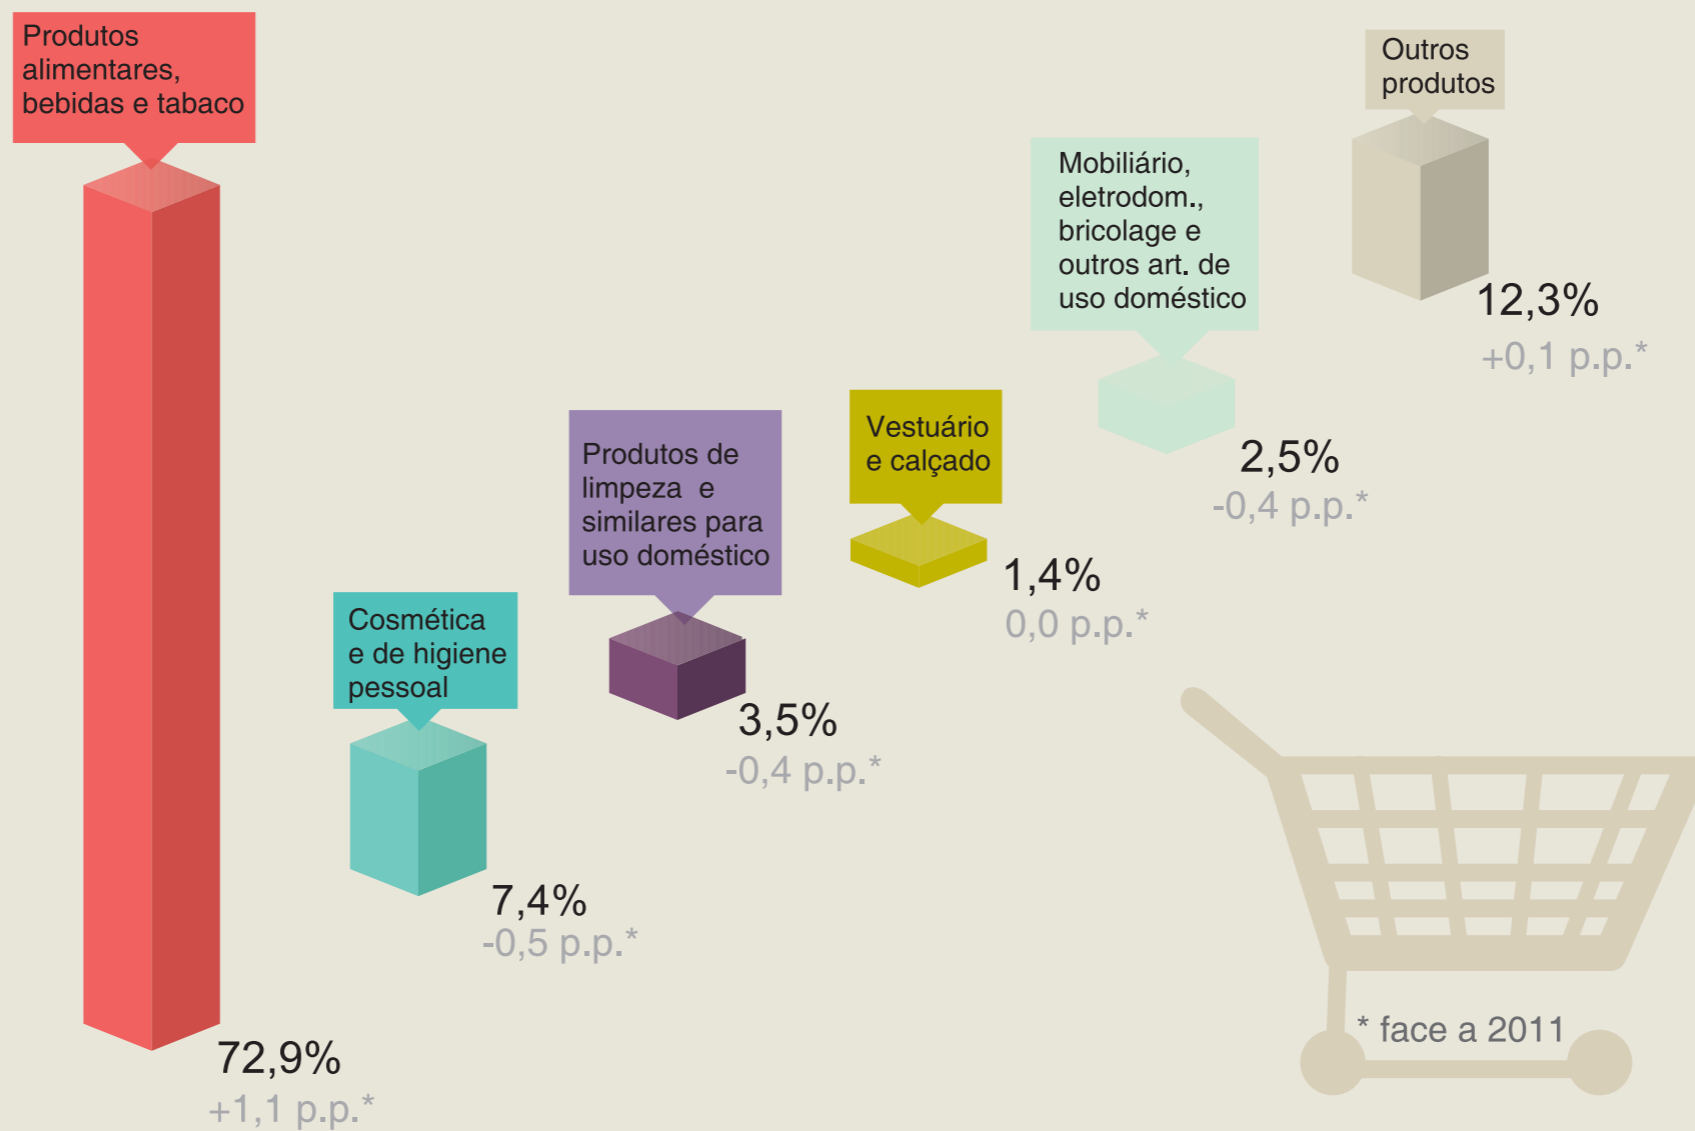 Produtos
alimentares,
bebidas e tabaco
72,9%
+1,1 p.p.*
Cosmética
e de higiene
pessoal
7,4%
-0,5 p.p.*
Produtos de
limpeza e
similares para
uso doméstico
3,5%
-0,4 p.p.*
Vestuário
e calçado
1,4%
0,0 p.p.*
Mobiliário,
eletrodom.,
bricolage e
outros art. de
uso doméstico
2,5%
-0,4 p.p.*
Outros
produtos
12,3%
+0,1 p.p.*
* face a 2011